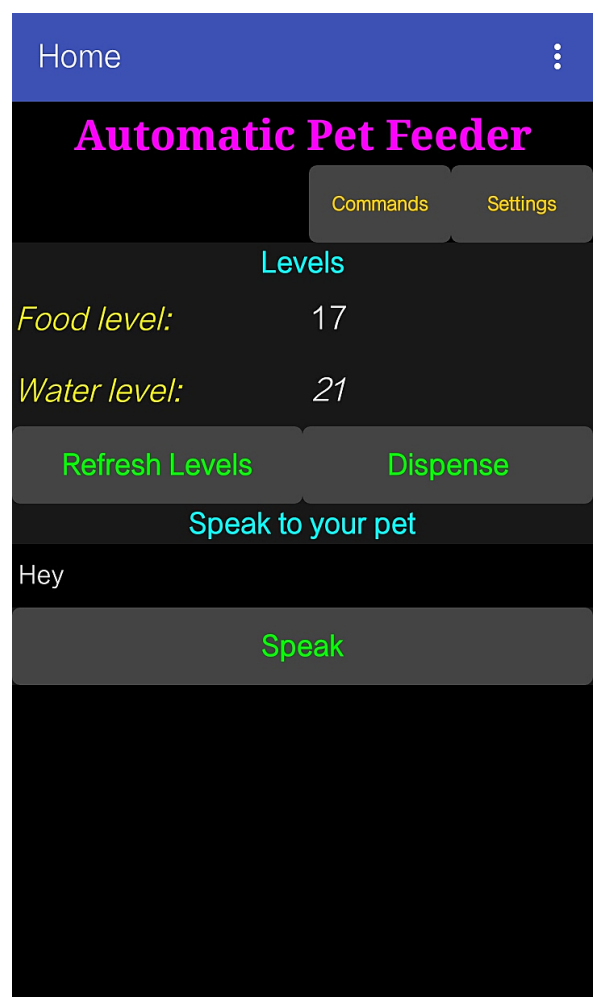 Home
Automatic Pet Feeder
Commands Settings
Levels
Food level: 17
Water level: 21
Refresh Levels Dispense
Speak to your pet
Hey
Speak